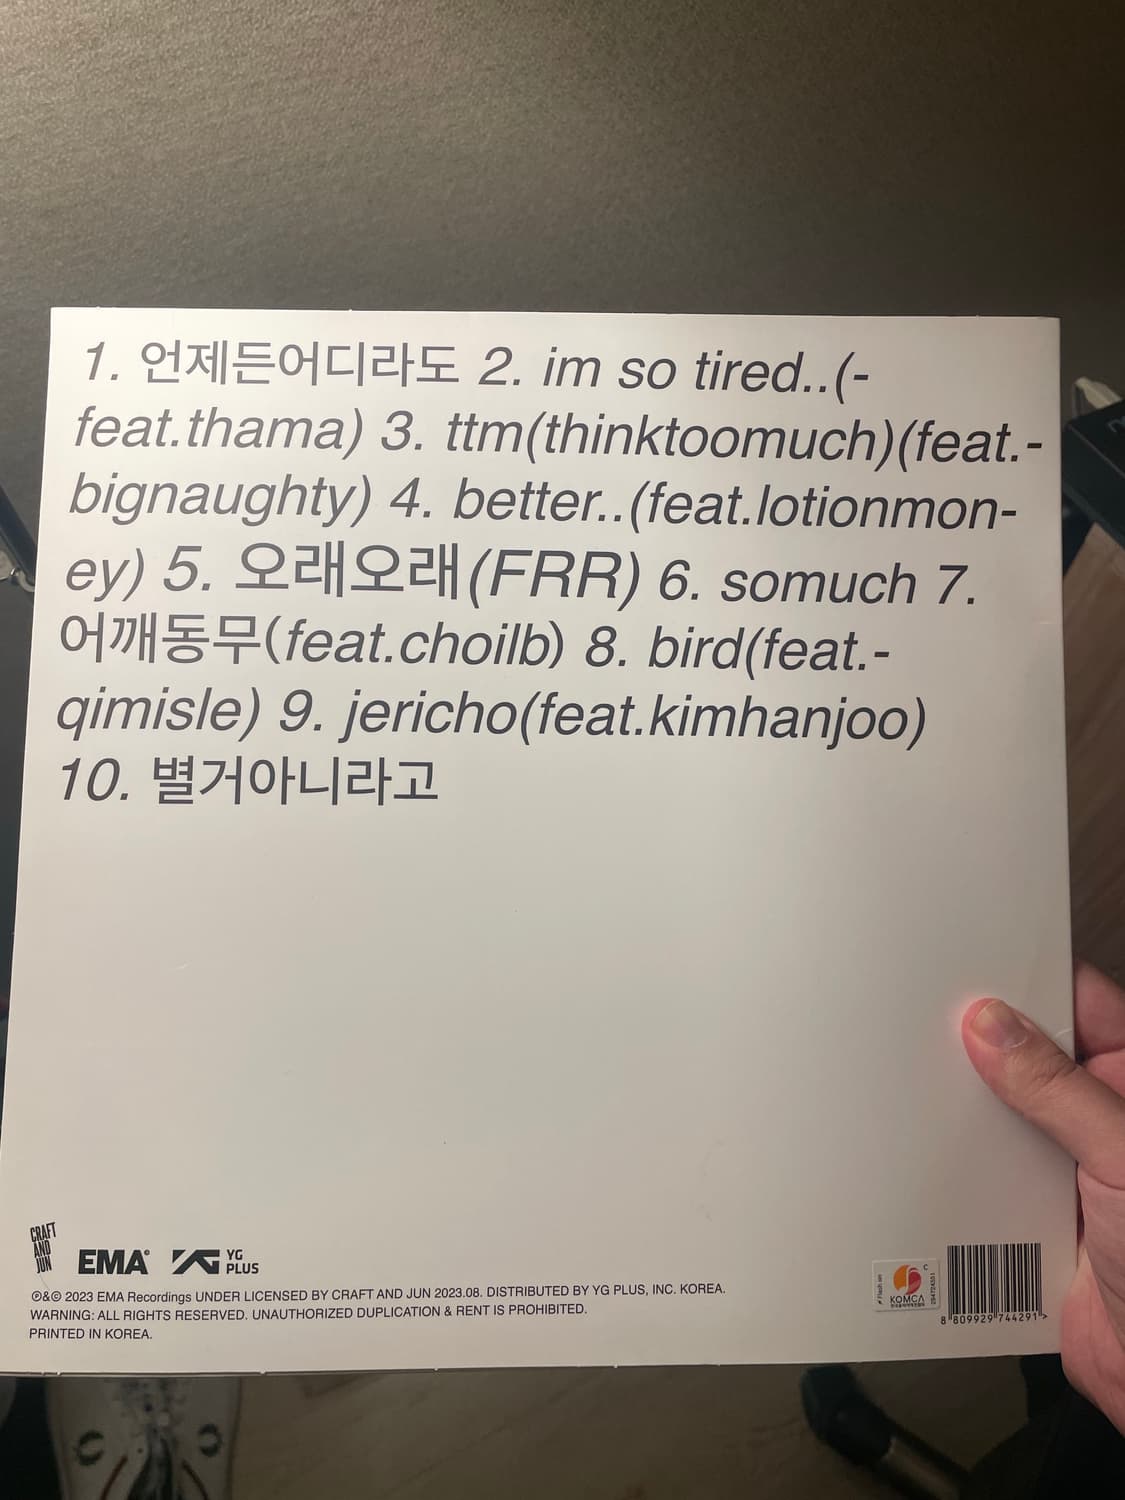 1. 언제든어디라도 2. im so tired..(-
feat.thama) 3. ttm(thinktoomuch)(feat.-
bignaughty) 4. better..(feat.lotionmon-
ey) 5. 오래오래(FRR) 6. somuch 7.
어깨동무(feat.choilb) 8. bird(feat.-
qimisle) 9. jericho(feat.kimhanjoo)
10. 별거아니라고
CRAFT
AND
JUN
EMA
YG
PLUS
℗&© 2023 EMA Recordings UNDER LICENSED BY CRAFT AND JUN 2023.08. DISTRIBUTED BY YG PLUS, INC. KOREA.
WARNING: ALL RIGHTS RESERVED. UNAUTHORIZED DUPLICATION & RENT IS PROHIBITED.
PRINTED IN KOREA.
KOMCA
8 809929 744291 >